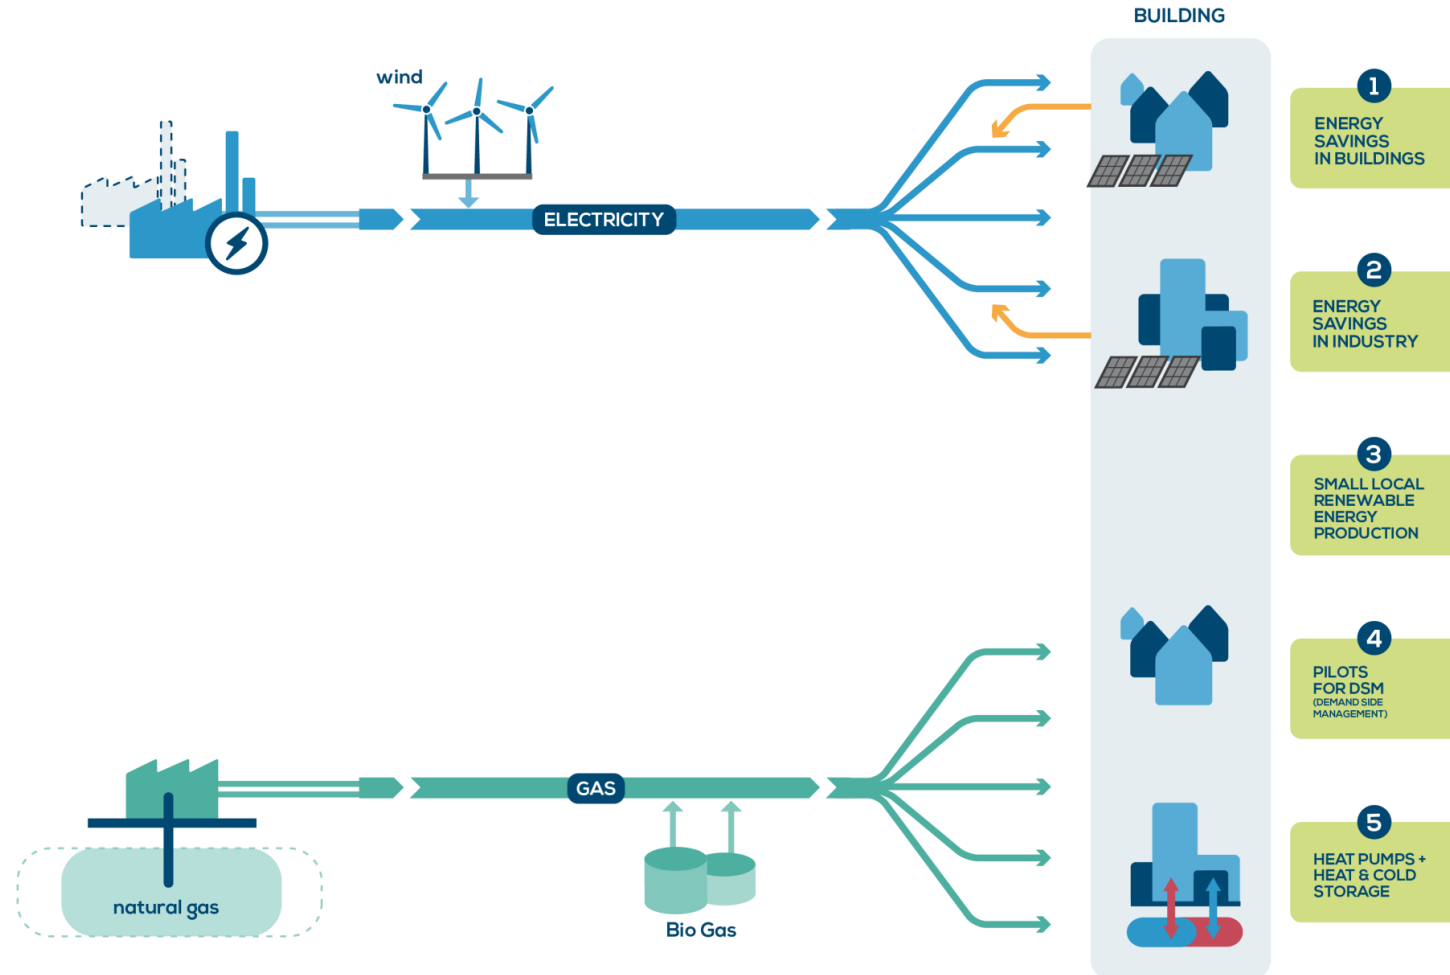 BUILDING
wind
ELECTRICITY
1
ENERGY
SAVINGS
IN BUILDINGS
2
ENERGY
SAVINGS
IN INDUSTRY
3
SMALL LOCAL
RENEWABLE
ENERGY
PRODUCTION
4
PILOTS
FOR DSM
(DEMAND SIDE
MANAGEMENT)
GAS
natural gas
Bio Gas
5
HEAT PUMPS +
HEAT & COLD
STORAGE